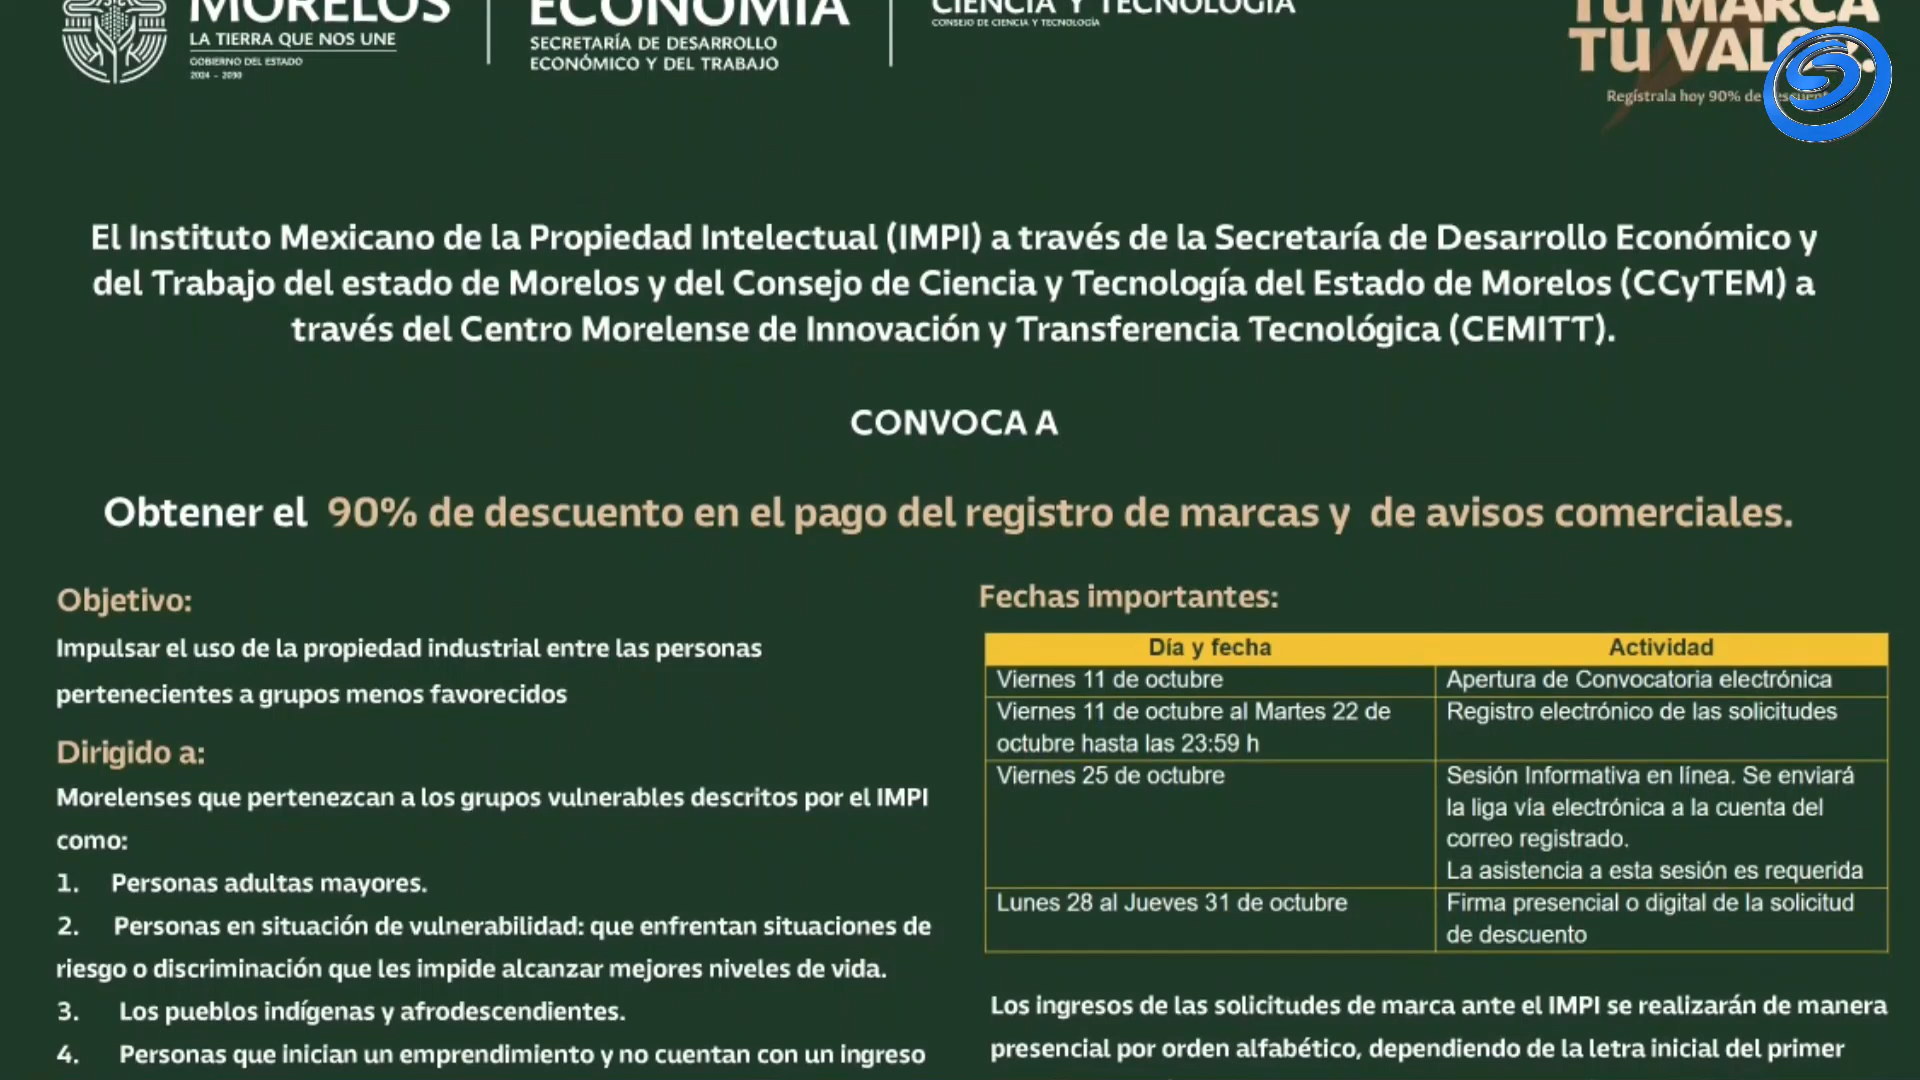 MORELOS
LA TIERRA QUE NOS UNE
GOBIERNO DEL ESTADO
2024 - 2030
ECONOMÍA
SECRETARÍA DE DESARROLLO
ECONÓMICO Y DEL TRABAJO
CIENCIA Y TECNOLOGÍA
CONSEJO DE CIENCIA Y TECNOLOGÍA
TU MARCA
TU VALOR.
Regístrala hoy 90% de descuento
El Instituto Mexicano de la Propiedad Intelectual (IMPI) a través de la Secretaría de Desarrollo Económico y
del Trabajo del estado de Morelos y del Consejo de Ciencia y Tecnología del Estado de Morelos (CCyTEM) a
través del Centro Morelense de Innovación y Transferencia Tecnológica (CEMITT).
CONVOCA A
Obtener el 90% de descuento en el pago del registro de marcas y de avisos comerciales.
Objetivo:
Impulsar el uso de la propiedad industrial entre las personas
pertenecientes a grupos menos favorecidos
Dirigido a:
Morelenses que pertenezcan a los grupos vulnerables descritos por el IMPI
como:
1. Personas adultas mayores.
2. Personas en situación de vulnerabilidad: que enfrentan situaciones de
riesgo o discriminación que les impide alcanzar mejores niveles de vida.
3. Los pueblos indígenas y afrodescendientes.
4. Personas que inician un emprendimiento y no cuentan con un ingreso
Fechas importantes:
Día y fecha Actividad
Viernes 11 de octubre Apertura de Convocatoria electrónica
Viernes 11 de octubre al Martes 22 de Registro electrónico de las solicitudes
octubre hasta las 23:59 h
Viernes 25 de octubre Sesión Informativa en línea. Se enviará
la liga vía electrónica a la cuenta del
correo registrado.
La asistencia a esta sesión es requerida
Lunes 28 al Jueves 31 de octubre Firma presencial o digital de la solicitud
de descuento
Los ingresos de las solicitudes de marca ante el IMPI se realizarán de manera
presencial por orden alfabético, dependiendo de la letra inicial del primer